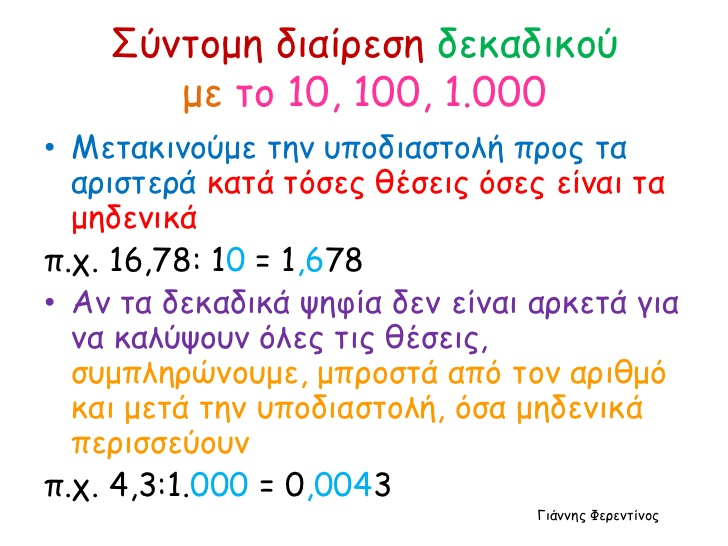 Σύντομη διαίρεση δεκαδικού
με το 10, 100, 1.000
• Μετακινούμε την υποδιαστολή προς τα
αριστερά κατά τόσες θέσεις όσες είναι τα
μηδενικά
π.χ. 16,78: 10 = 1,678
• Αν τα δεκαδικά ψηφία δεν είναι αρκετά για
να καλύψουν όλες τις θέσεις,
συμπληρώνουμε, μπροστά από τον αριθμό
και μετά την υποδιαστολή, όσα μηδενικά
περισσεύουν
π.χ. 4,3:1.000 = 0,0043
Γιάννης Φερεντίνος